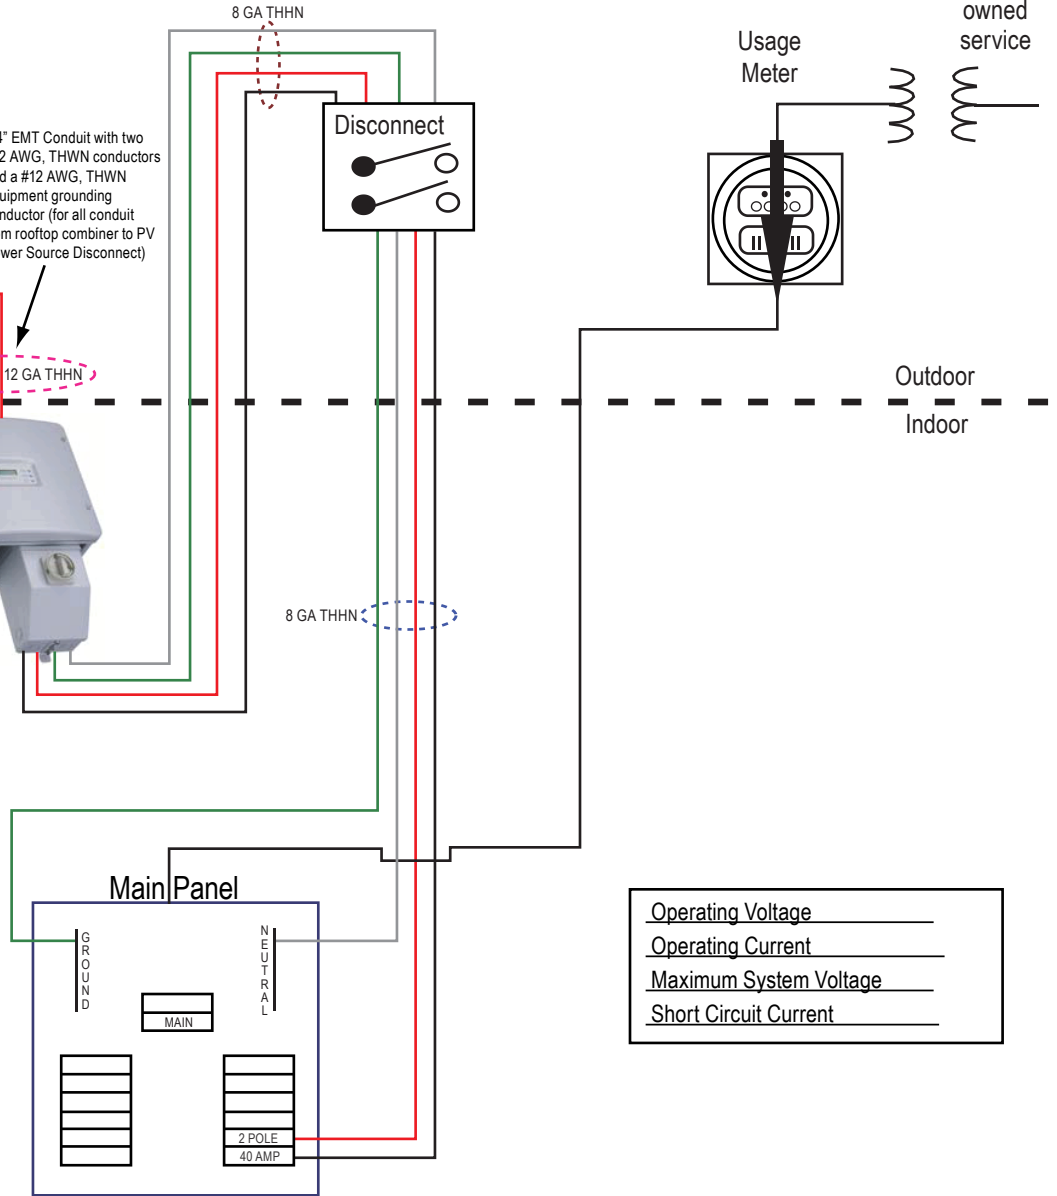 8 GA THHN
owned
service
Usage
Meter
Disconnect
4" EMT Conduit with two
2 AWG, THWN conductors
d a #12 AWG, THWN
uipment grounding
nductor (for all conduit
m rooftop combiner to PV
wer Source Disconnect)
12 GA THHN
Outdoor
Indoor
8 GA THHN
Main Panel
GROUND
NEUTRAL
MAIN
2 POLE
40 AMP
Operating Voltage
Operating Current
Maximum System Voltage
Short Circuit Current